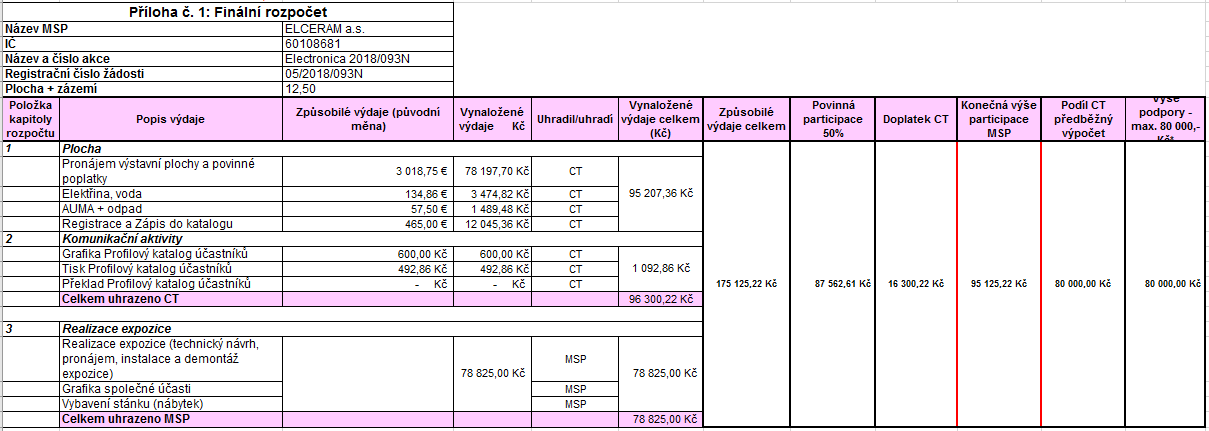 Příloha č. 1: Finální rozpočet
Název MSP ELCERAM a.s.
IČ 60108681
Název a číslo akce Electronica 2018/093N
Registrační číslo žádosti 05/2018/093N
Plocha + zázemí 12,50
Položka kapitoly rozpočtu Popis výdaje Způsobilé výdaje (původní měna) Vynaložené výdaje Kč Uhradil/uhradí Vynaložené výdaje celkem (Kč) Způsobilé výdaje celkem Povinná participace 50% Doplatek CT Konečná výše participace MSP Podíl CT předběžný výpočet Výše podpory - max. 80 000,- Kč*
1 Plocha
Pronájem výstavní plochy a povinné poplatky 3 018,75 € 78 197,70 Kč CT 95 207,36 Kč
Elektřina, voda 134,86 € 3 474,82 Kč CT
AUMA + odpad 57,50 € 1 489,48 Kč CT
Registrace a Zápis do katalogu 465,00 € 12 045,36 Kč CT
2 Komunikační aktivity
Grafika Profilový katalog účastníků 600,00 Kč 600,00 Kč CT 1 092,86 Kč
Tisk Profilový katalog účastníků 492,86 Kč 492,86 Kč CT
Překlad Profilový katalog účastníků - Kč - Kč CT
175 125,22 Kč 87 562,61 Kč 16 300,22 Kč 95 125,22 Kč 80 000,00 Kč 80 000,00 Kč
Celkem uhrazeno CT 96 300,22 Kč
3 Realizace expozice
Realizace expozice (technický návrh, pronájem, instalace a demontáž expozice) 78 825,00 Kč MSP 78 825,00 Kč
Grafika společné účasti MSP
Vybavení stánku (nábytek) MSP
Celkem uhrazeno MSP 78 825,00 Kč